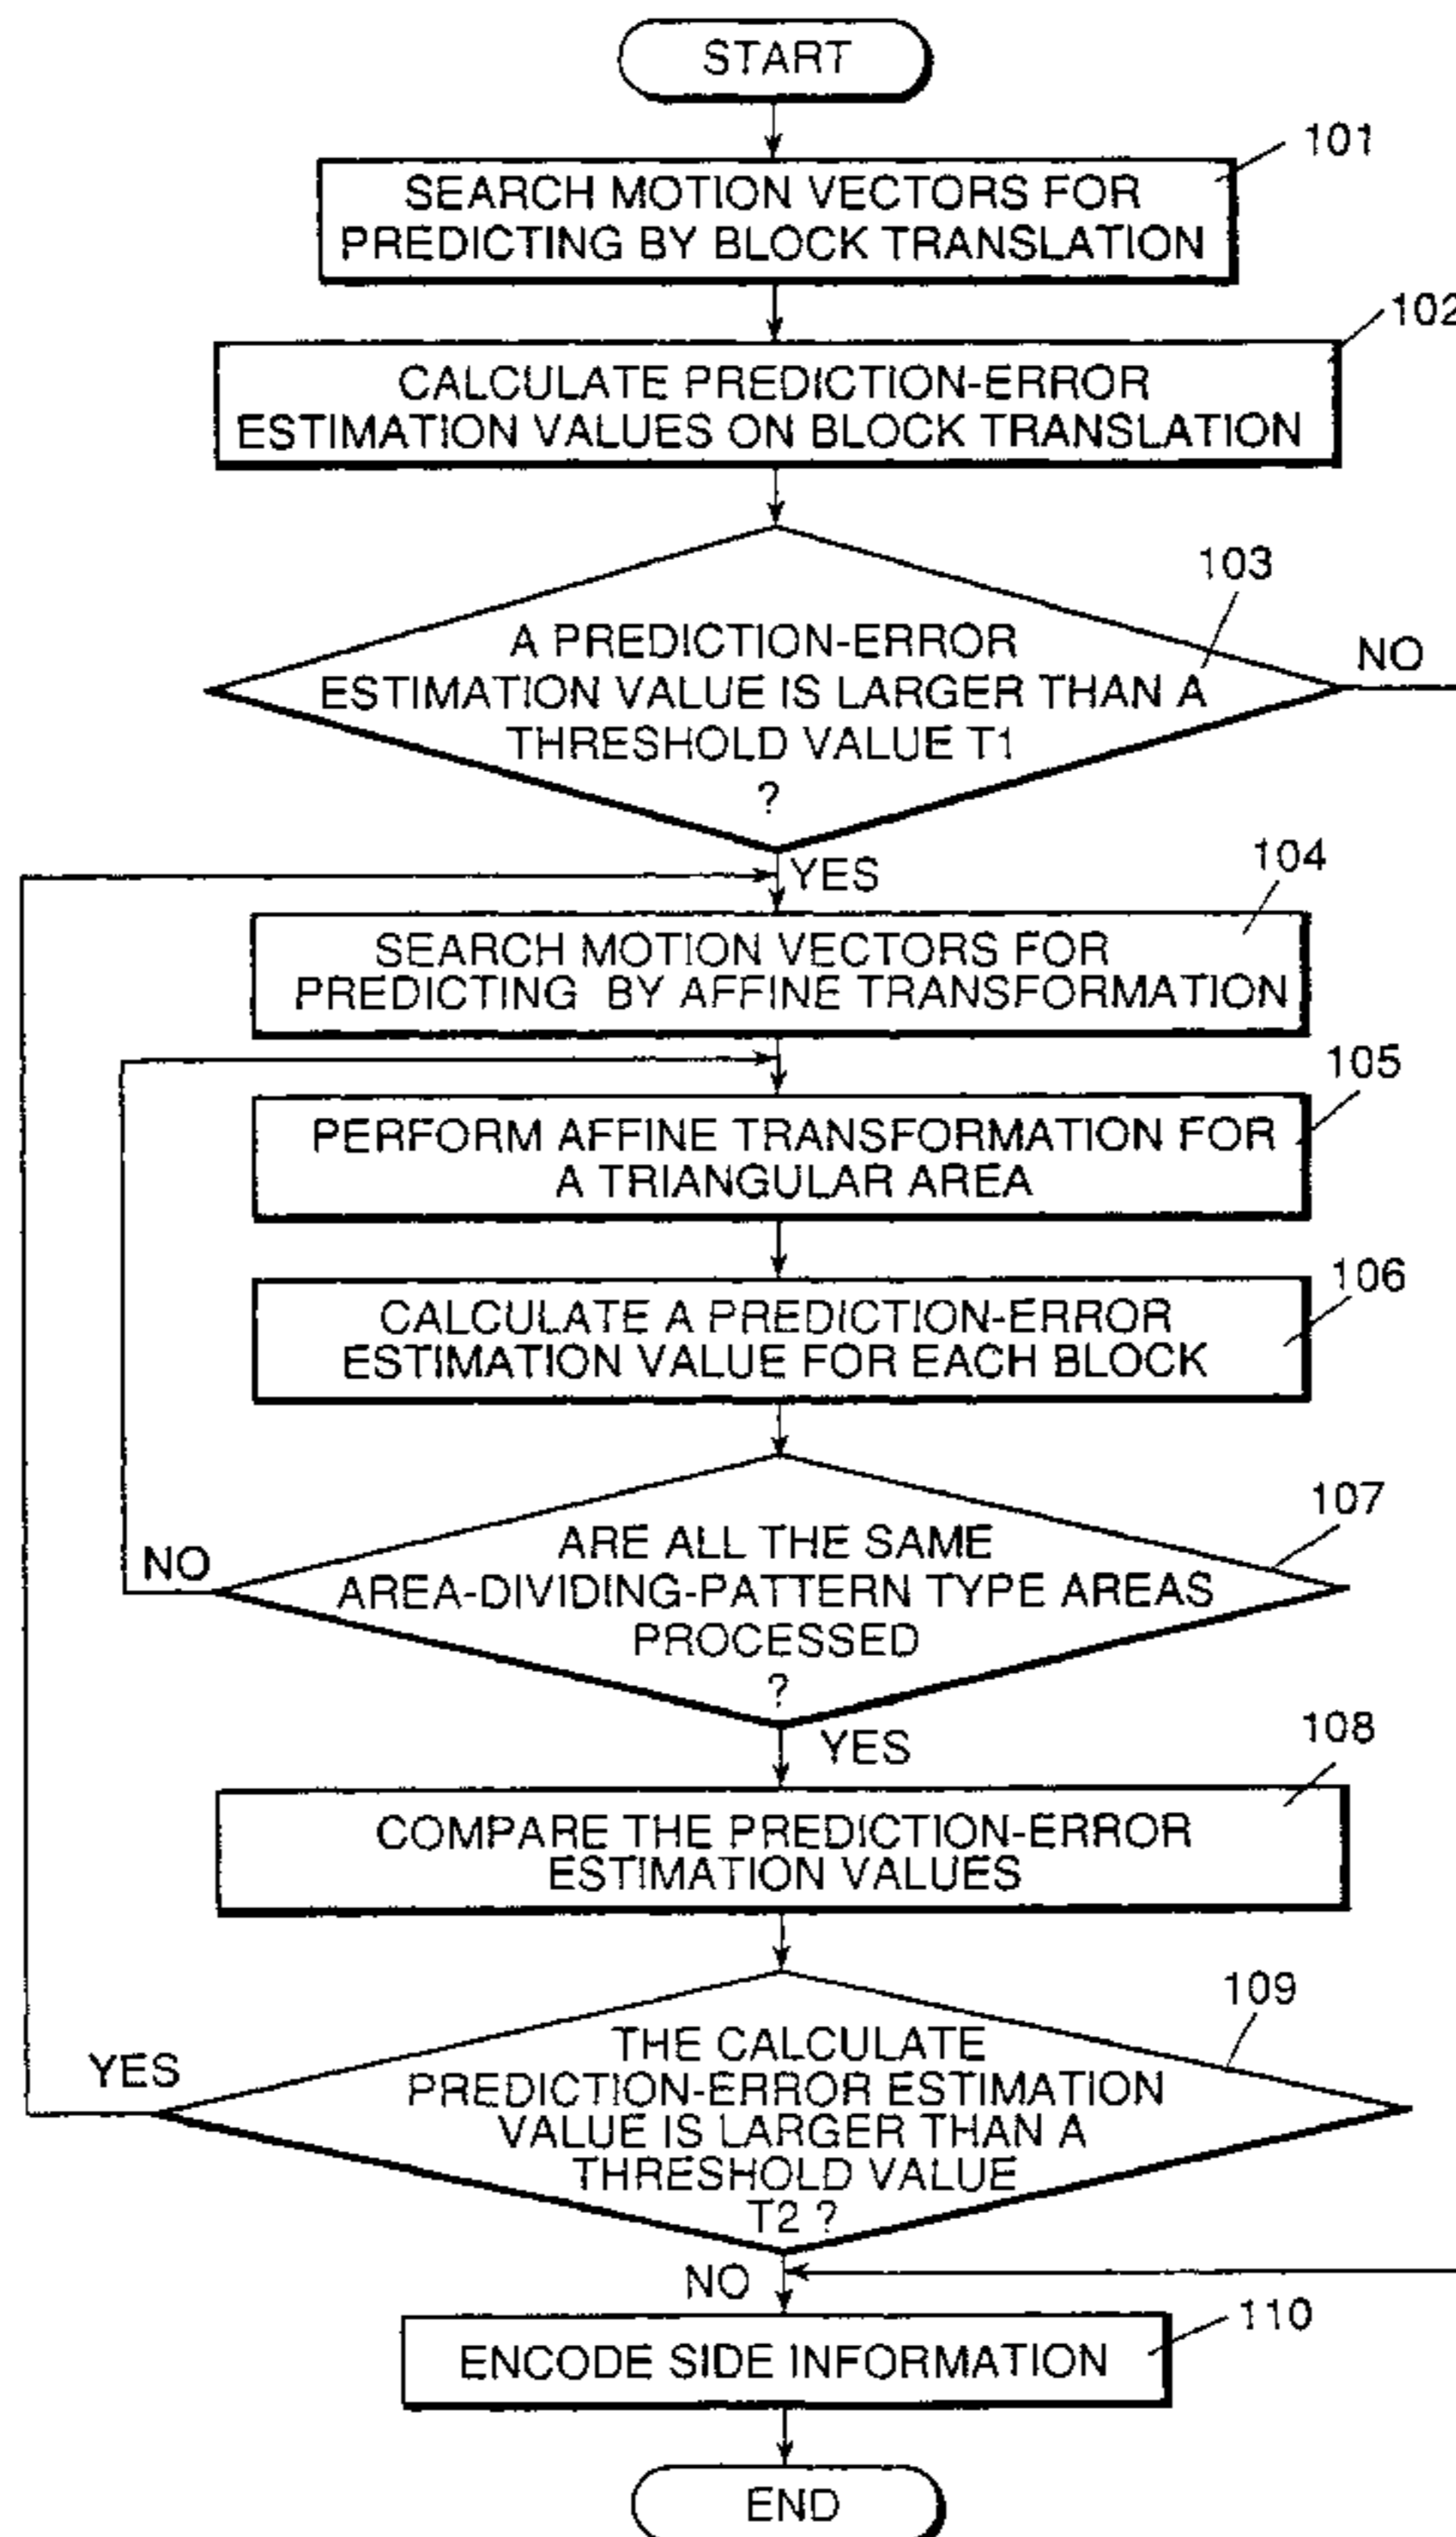 START
101
SEARCH MOTION VECTORS FOR
PREDICTING BY BLOCK TRANSLATION
102
CALCULATE PREDICTION-ERROR
ESTIMATION VALUES ON BLOCK TRANSLATION
103
A PREDICTION-ERROR
ESTIMATION VALUE IS LARGER THAN A
THRESHOLD VALUE T1
?
NO
YES
104
SEARCH MOTION VECTORS FOR
PREDICTING BY AFFINE TRANSFORMATION
105
PERFORM AFFINE TRANSFORMATION FOR
A TRIANGULAR AREA
106
CALCULATE A PREDICTION-ERROR
ESTIMATION VALUE FOR EACH BLOCK
107
ARE ALL THE SAME
AREA-DIVIDING-PATTERN TYPE AREAS
PROCESSED
?
NO
YES
108
COMPARE THE PREDICTION-ERROR
ESTIMATION VALUES
109
THE CALCULATE
PREDICTION-ERROR ESTIMATION
VALUE IS LARGER THAN A
THRESHOLD VALUE
T2 ?
YES
NO
110
ENCODE SIDE INFORMATION
END